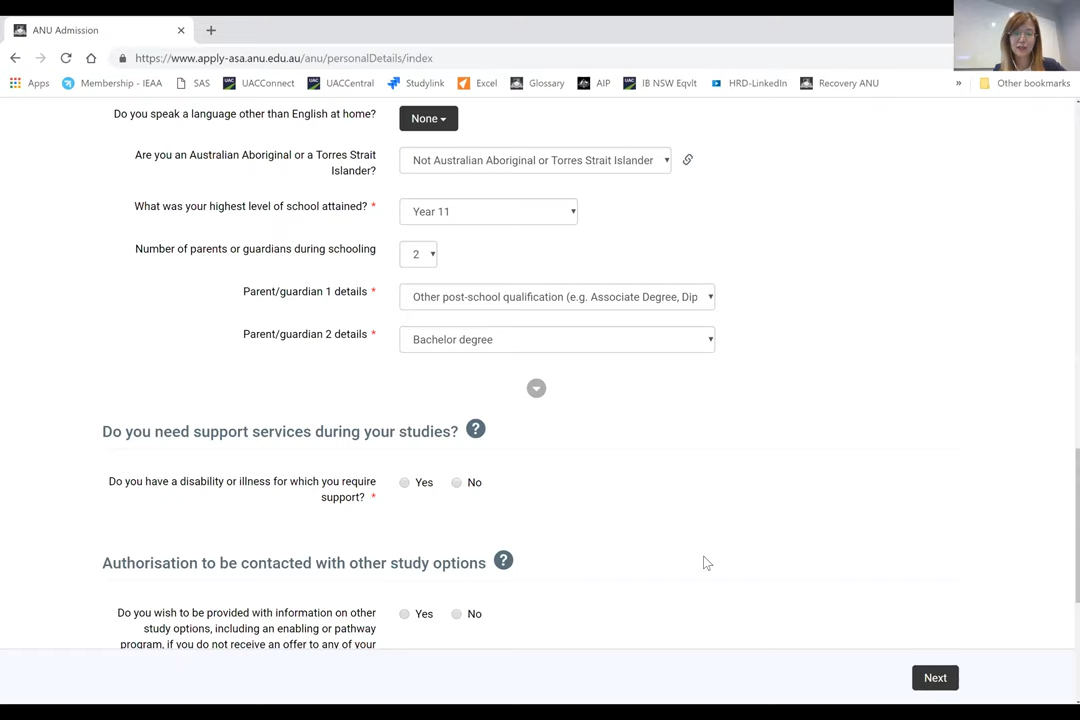 ANU Admission
https://www.apply-asa.anu.edu.au/anu/personalDetails/index
Apps Membership - IEAA SAS UACConnect UACCentral Studylink Excel Glossary AIP IB NSW Eqvlt HRD-LinkedIn Recovery ANU » Other bookmarks
Do you speak a language other than English at home? None
Are you an Australian Aboriginal or a Torres Strait Not Australian Aboriginal or Torres Strait Islander
Islander?
What was your highest level of school attained? * Year 11
Number of parents or guardians during schooling 2
Parent/guardian 1 details * Other post-school qualification (e.g. Associate Degree, Dip
Parent/guardian 2 details * Bachelor degree
Do you need support services during your studies? ?
Do you have a disability or illness for which you require Yes No
support? *
Authorisation to be contacted with other study options ?
Do you wish to be provided with information on other Yes No
study options, including an enabling or pathway
program, if you do not receive an offer to any of your
Next